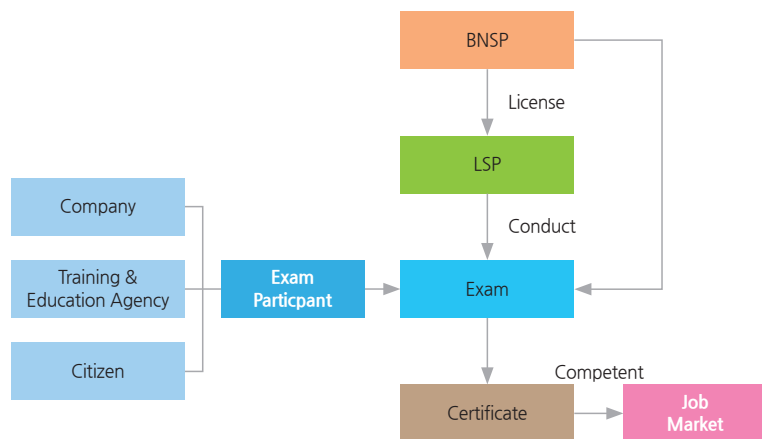 BNSP
License
LSP
Company
Conduct
Training &
Education Agency
Exam
Particpant
Exam
Citizen
Competent
Certificate
Job
Market